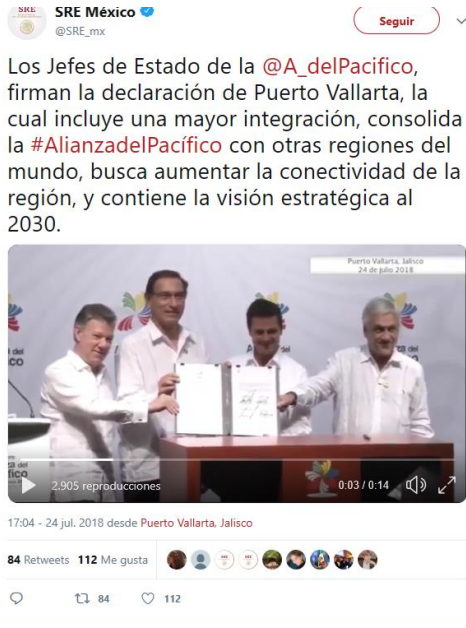 SRE
SRE México
@SRE_mx
Seguir
Los Jefes de Estado de la @A_delPacifico,
firman la declaración de Puerto Vallarta, la
cual incluye una mayor integración, consolida
la #AlianzadelPacífico con otras regiones del
mundo, busca aumentar la conectividad de la
región, y contiene la visión estratégica al
2030.
Puerto Vallarta, Jalisco
24 de julio 2018
2.905 reproducciones
0:03 / 0:14
17:04 - 24 jul. 2018 desde Puerto Vallarta, Jalisco
84 Retweets 112 Me gusta
84 112